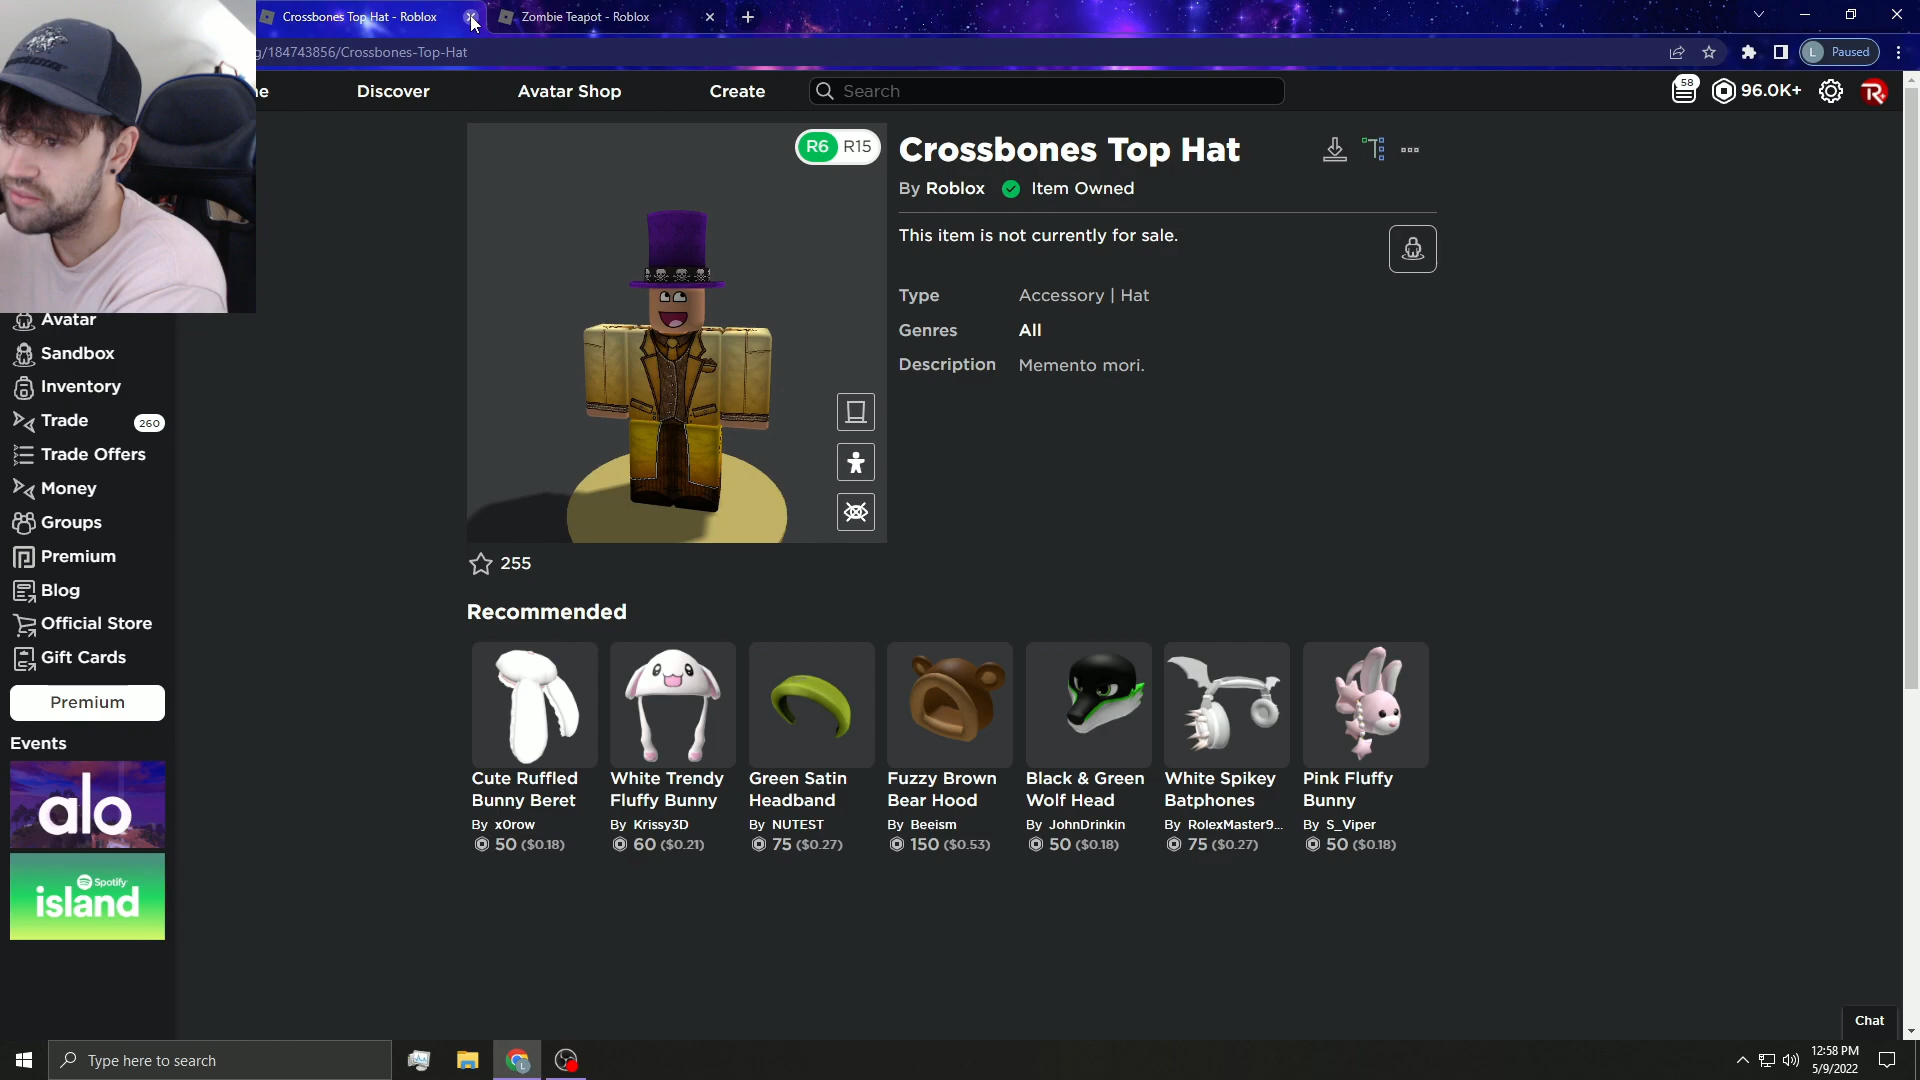 Crossbones Top Hat - Roblox
Zombie Teapot - Roblox
g/184743856/Crossbones-Top-Hat
L Paused
Discover
Avatar Shop
Create
Search
58
96.0K+
R6 R15
Crossbones Top Hat
By Roblox Item Owned
This item is not currently for sale.
Type Accessory | Hat
Genres All
Description Memento mori.
Avatar
Sandbox
Inventory
Trade 260
Trade Offers
Money
Groups
Premium
Blog
Official Store
Gift Cards
Premium
Events
alo
Spotify
island
255
Recommended
Cute Ruffled
Bunny Beret
By x0row
50 ($0.18)
White Trendy
Fluffy Bunny
By Krissy3D
60 ($0.21)
Green Satin
Headband
By NUTEST
75 ($0.27)
Fuzzy Brown
Bear Hood
By Beeism
150 ($0.53)
Black & Green
Wolf Head
By JohnDrinkin
50 ($0.18)
White Spikey
Batphones
By RolexMaster9...
75 ($0.27)
Pink Fluffy
Bunny
By S_Viper
50 ($0.18)
Chat
Type here to search
12:58 PM
5/9/2022